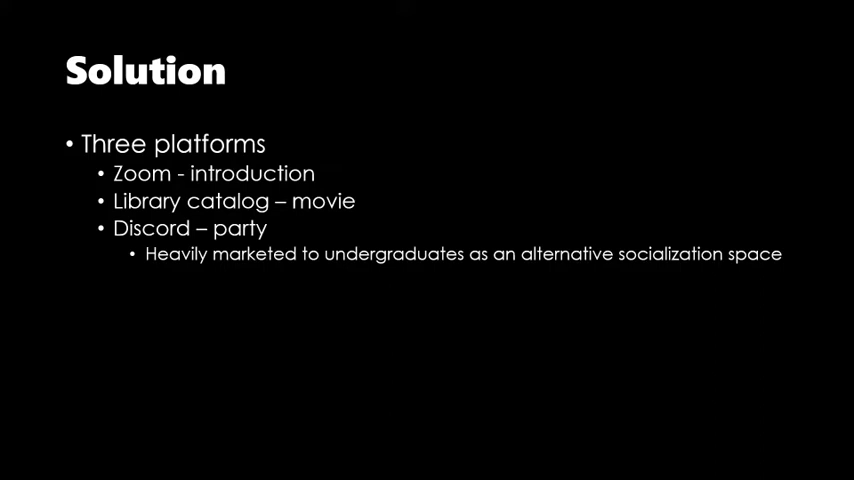 Solution
• Three platforms
• Zoom - introduction
• Library catalog – movie
• Discord – party
• Heavily marketed to undergraduates as an alternative socialization space